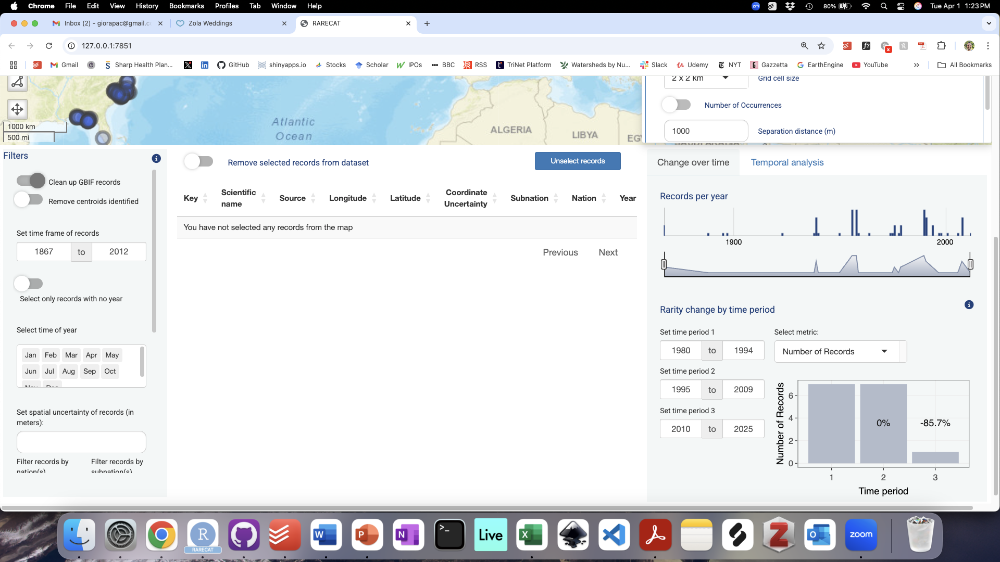 Chrome File Edit View History Bookmarks Profiles Tab Window Help zm 80% Tue Apr 1 1:23 PM
Inbox (2) - giorapac@gmail.c Zola Weddings RARECAT
127.0.0.1:7851
Gmail Sharp Health Plan... GitHub shinyapps.io Stocks Scholar IPOs BBC RSS TriNet Platform Watersheds by Nu... Slack Udemy NYT Gazzetta EarthEngine YouTube All Bookmarks
2 x 2 km Grid cell size
Number of Occurrences
1000 Separation distance (m)
1000 km
500 mi
Atlantic
Ocean
ALGERIA
LIBYA
EG
SAUDI ARABIA
Filters
Clean up GBIF records
Remove centroids identified
Set time frame of records
1867 to 2012
Select only records with no year
Select time of year
Jan Feb Mar Apr May
Jun Jul Aug Sep Oct
Nov Dec
Set spatial uncertainty of records (in
meters):
Filter records by
nation(s)
Filter records by
subnation(s)
Remove selected records from dataset
Unselect records
Key Scientific name Source Longitude Latitude Coordinate Uncertainty Subnation Nation Year
You have not selected any records from the map
Previous Next
Change over time Temporal analysis
Records per year
1900 2000
Rarity change by time period
Set time period 1
1980 to 1994
Set time period 2
1995 to 2009
Set time period 3
2010 to 2025
Select metric:
Number of Records
Number of Records
6
4
2
0
0% -85.7%
1 2 3
Time period
R
RARECAT
W
P
N
>_
Live
X
Z
O
zoom